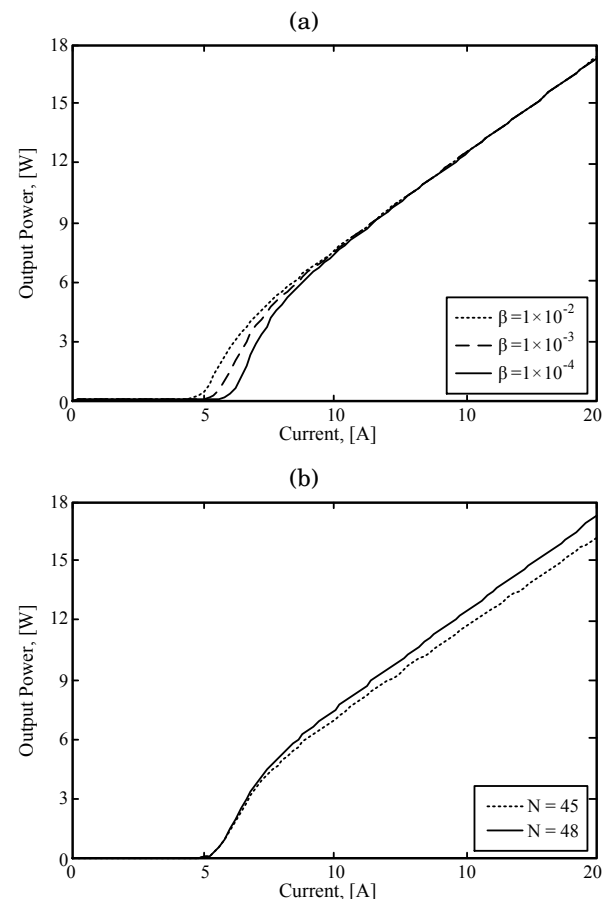 (a)
18
15
12
9
6
3
0
Output Power, [W]
β=1×10⁻²
β=1×10⁻³
β=1×10⁻⁴
0 5 10 10 20
Current, [A]
(b)
18
15
12
9
6
3
0
Output Power, [W]
N = 45
N = 48
0 5 10 10 20
Current, [A]